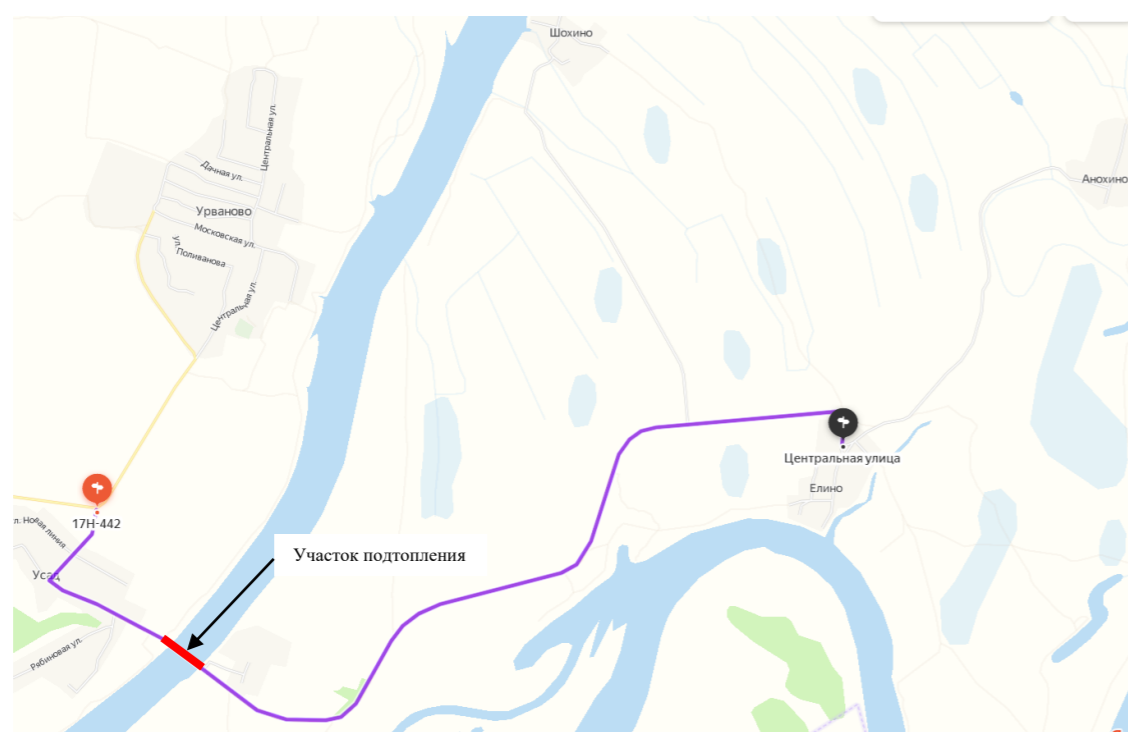 Шохино
Центральная ул.
Дачная ул.
Анохино
Урваново
Московская ул.
ул. Поливанова
Центральная ул.
Центральная улица
Елино
17Н-442
л. Новая линия
Участок подтопления
Усад
Рябиновая ул.